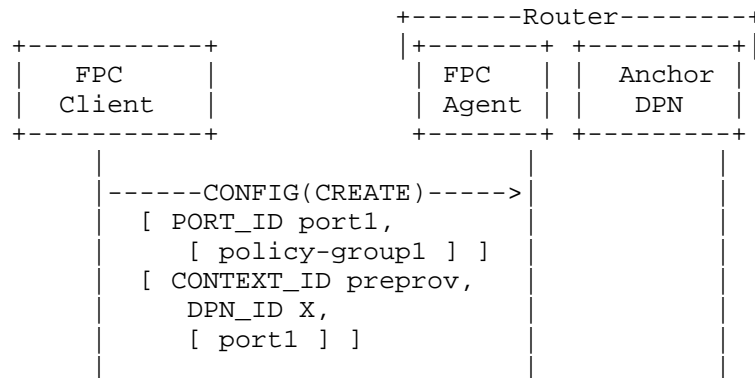 +-------Router--------+
+-----------+ |+-------+ +---------+|
| FPC | | FPC | | Anchor |
| Client | | Agent | | DPN |
+-----------+ +-------+ +---------+
| | |
|------CONFIG(CREATE)----->| |
| [ PORT_ID port1, | |
| [ policy-group1 ] ] | |
| [ CONTEXT_ID preprov, | |
| DPN_ID X, | |
| [ port1 ] ] | |
| | |